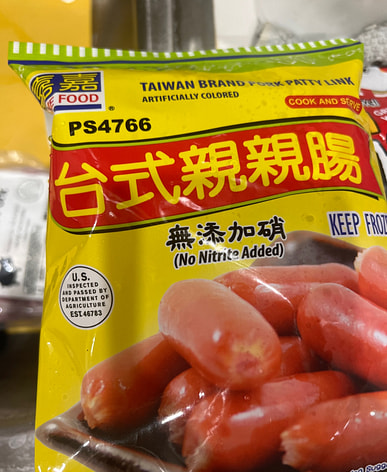 嘉
FOOD
®
TAIWAN BRAND PORK PATTY LINK
ARTIFICIALLY COLORED
COOK AND SERVE
PS4766
台式親親腸
無添加硝
(No Nitrite Added)
KEEP FROZ
U.S.
INSPECTED
AND PASSED BY
DEPARTMENT OF
AGRICULTURE
EST.46783